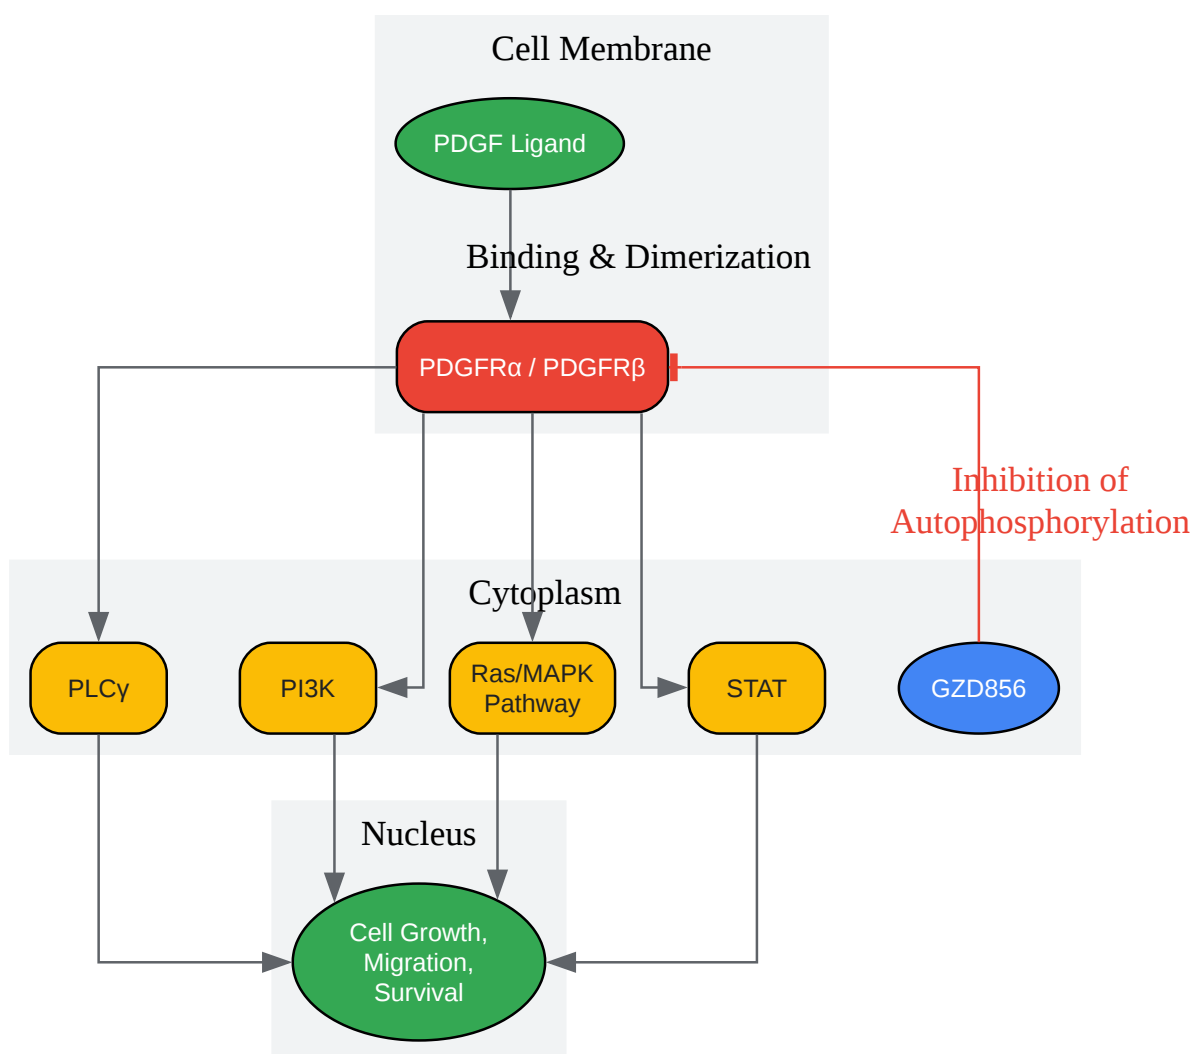 Cell Membrane
PDGF Ligand
Binding & Dimerization
PDGFRα / PDGFRβ
Inhibition of
Autophosphorylation
Cytoplasm
PLCγ
PI3K
Ras/MAPK
Pathway
STAT
GZD856
Nucleus
Cell Growth,
Migration,
Survival